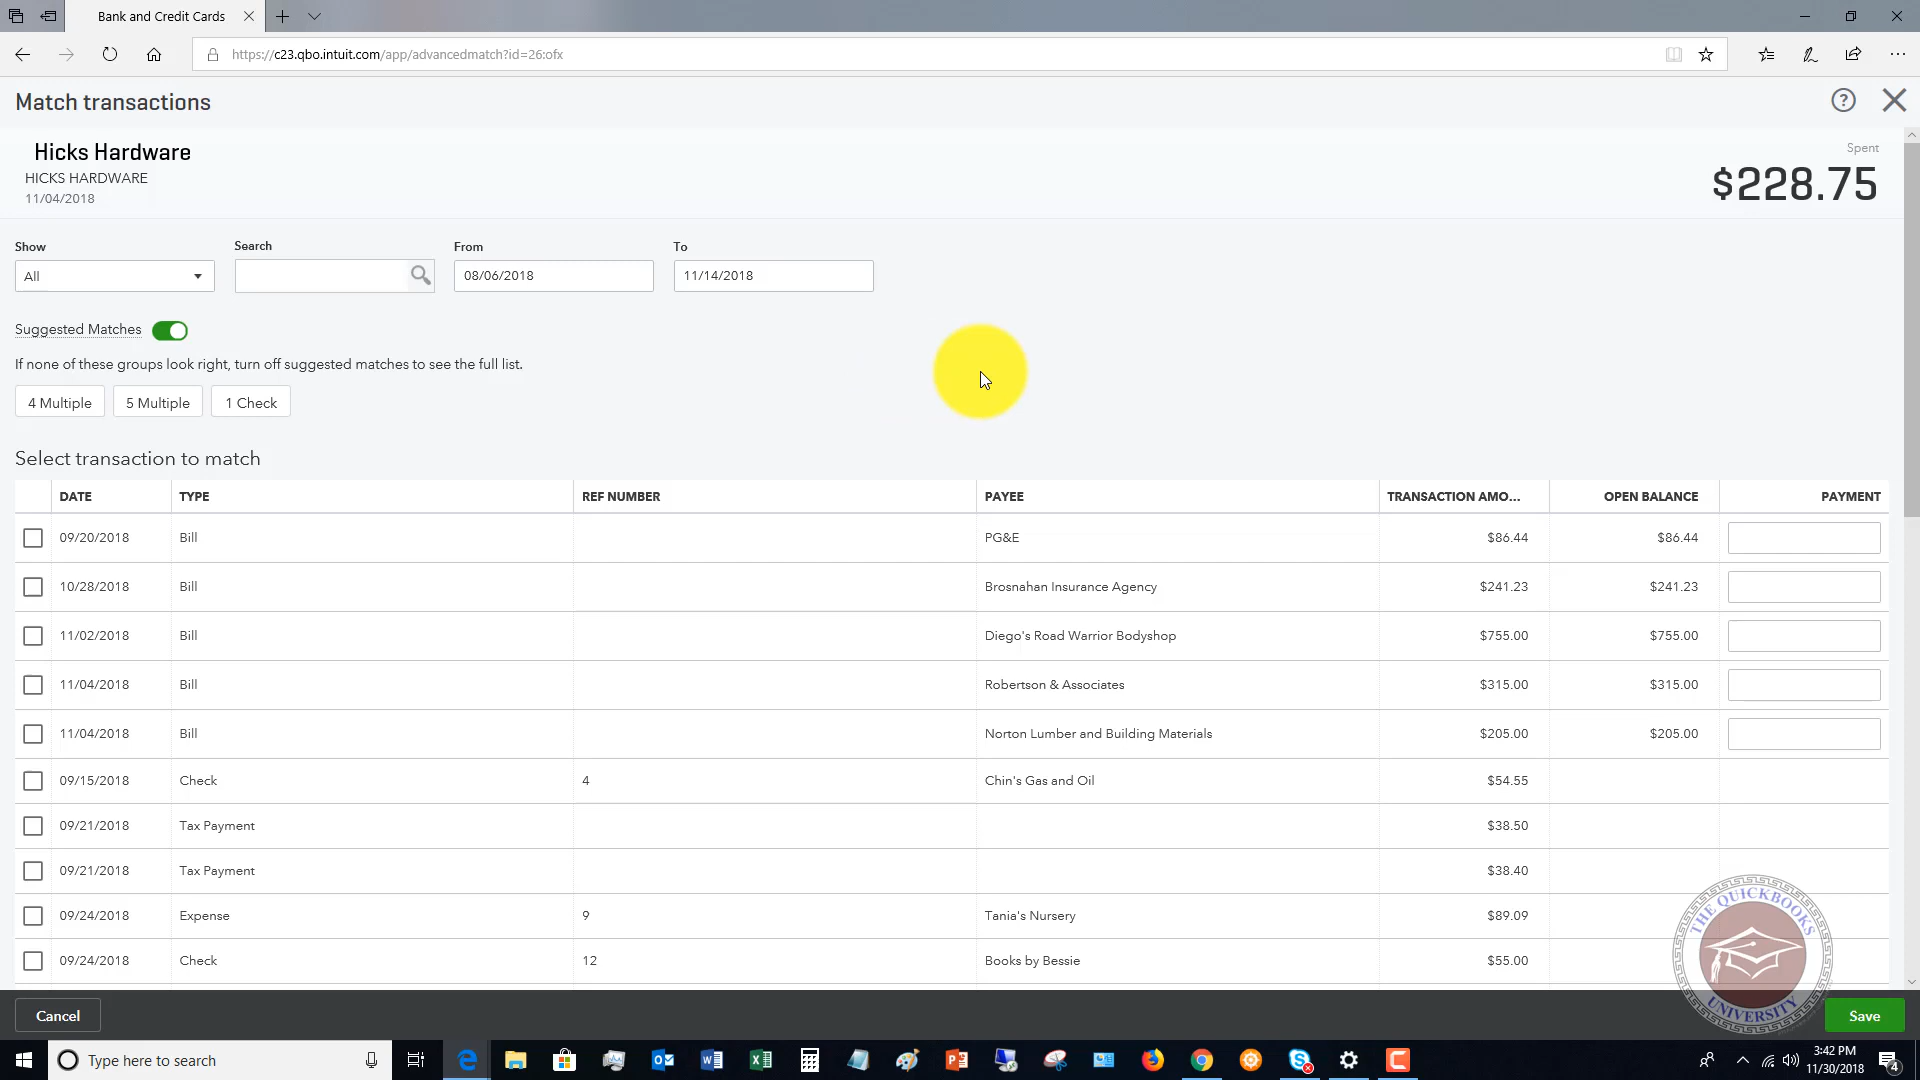 Bank and Credit Cards
https://c23.qbo.intuit.com/app/advancedmatch?id=26:ofx
Match transactions
Hicks Hardware
HICKS HARDWARE
11/04/2018
Spent
$228.75
Show Search From To
All 08/06/2018 11/14/2018
Suggested Matches
If none of these groups look right, turn off suggested matches to see the full list.
4 Multiple 5 Multiple 1 Check
Select transaction to match
DATE TYPE REF NUMBER PAYEE TRANSACTION AMO... OPEN BALANCE PAYMENT
09/20/2018 Bill PG&E $86.44 $86.44
10/28/2018 Bill Brosnahan Insurance Agency $241.23 $241.23
11/02/2018 Bill Diego's Road Warrior Bodyshop $755.00 $755.00
11/04/2018 Bill Robertson & Associates $315.00 $315.00
11/04/2018 Bill Norton Lumber and Building Materials $205.00 $205.00
09/15/2018 Check 4 Chin's Gas and Oil $54.55
09/21/2018 Tax Payment $38.50
09/21/2018 Tax Payment $38.40
09/24/2018 Expense 9 Tania's Nursery $89.09
09/24/2018 Check 12 Books by Bessie $55.00
THE QUICKBOOKS
UNIVERSITY
Cancel Save
Type here to search
3:42 PM
11/30/2018
4